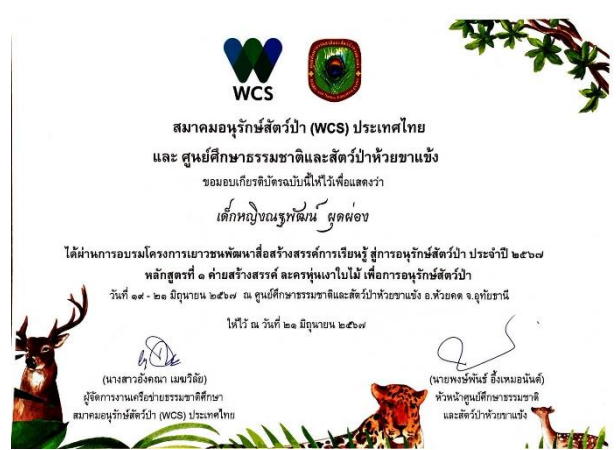 WCS
สมาคมอนุรักษ์สัตว์ป่า (WCS) ประเทศไทย
และ ศูนย์ศึกษาธรรมชาติและสัตว์ป่าห้วยขาแข้ง
ขอมอบเกียรติบัตรฉบับนี้ให้ไว้เพื่อแสดงว่า
เด็กหญิงณฐพัฒน์ ผุดผ่อง
ได้ผ่านการอบรมโครงการเยาวชนพัฒนาสื่อสร้างสรรค์การเรียนรู้ สู่การอนุรักษ์สัตว์ป่า ประจำปี ๒๕๖๗
หลักสูตรที่ ๑ ค่ายสร้างสรรค์ ละครหุ่นเงาใบไม้ เพื่อการอนุรักษ์สัตว์ป่า
วันที่ ๑๙ - ๒๑ มิถุนายน ๒๕๖๗ ณ ศูนย์ศึกษาธรรมชาติและสัตว์ป่าห้วยขาแข้ง อ.ห้วยคต จ.อุทัยธานี
ให้ไว้ ณ วันที่ ๒๑ มิถุนายน ๒๕๖๗
(นางสาวอังคณา เมฆวิลัย)
ผู้จัดการงานเครือข่ายธรรมชาติศึกษา
สมาคมอนุรักษ์สัตว์ป่า (WCS) ประเทศไทย
(นายพงษ์พันธ์ อึ้งเหมอนันต์)
หัวหน้าศูนย์ศึกษาธรรมชาติ
และสัตว์ป่าห้วยขาแข้ง